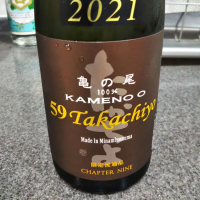 2021
亀の尾
100%
KAMENO O
59 Takachiyo
Made in Minamiuonuma
CHAPTER NINE